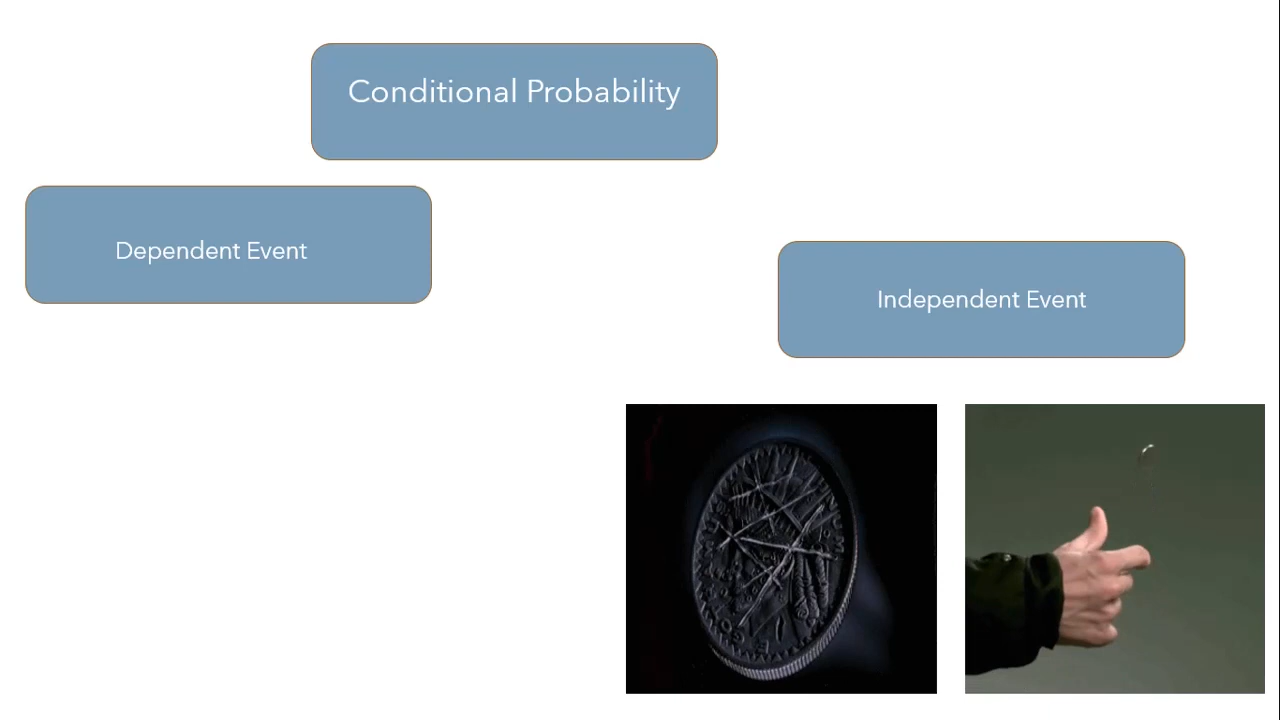 Conditional Probability
Dependent Event
Independent Event